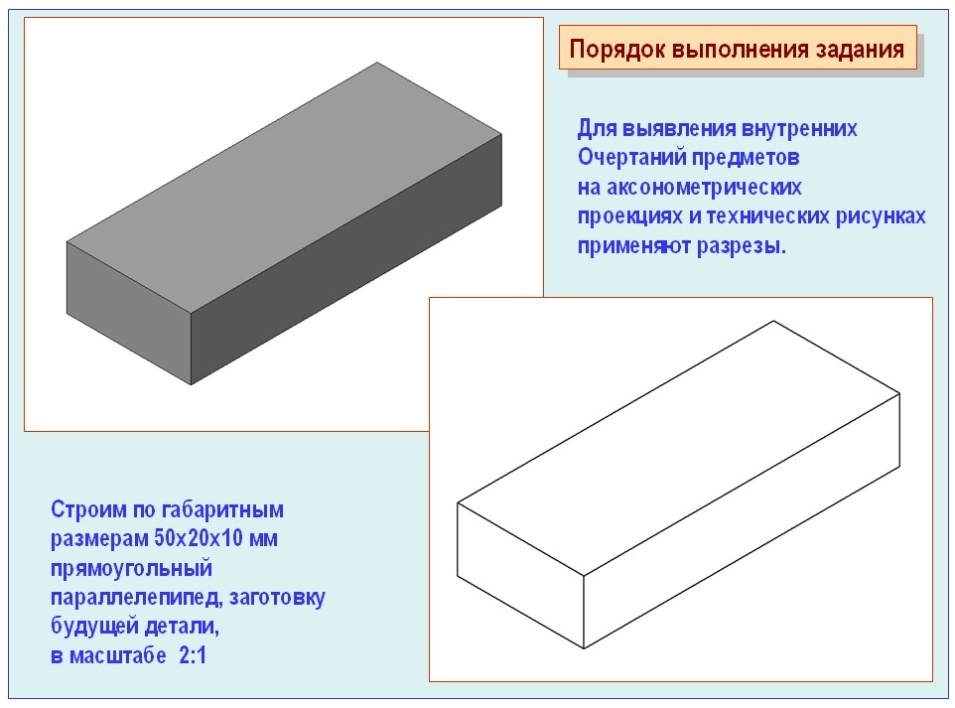 Порядок выполнения задания
Для выявления внутренних
Очертаний предметов
на аксонометрических
проекциях и технических рисунках
применяют разрезы.
Строим по габаритным
размерам 50х20х10 мм
прямоугольный
параллелепипед, заготовку
будущей детали,
в масштабе 2:1